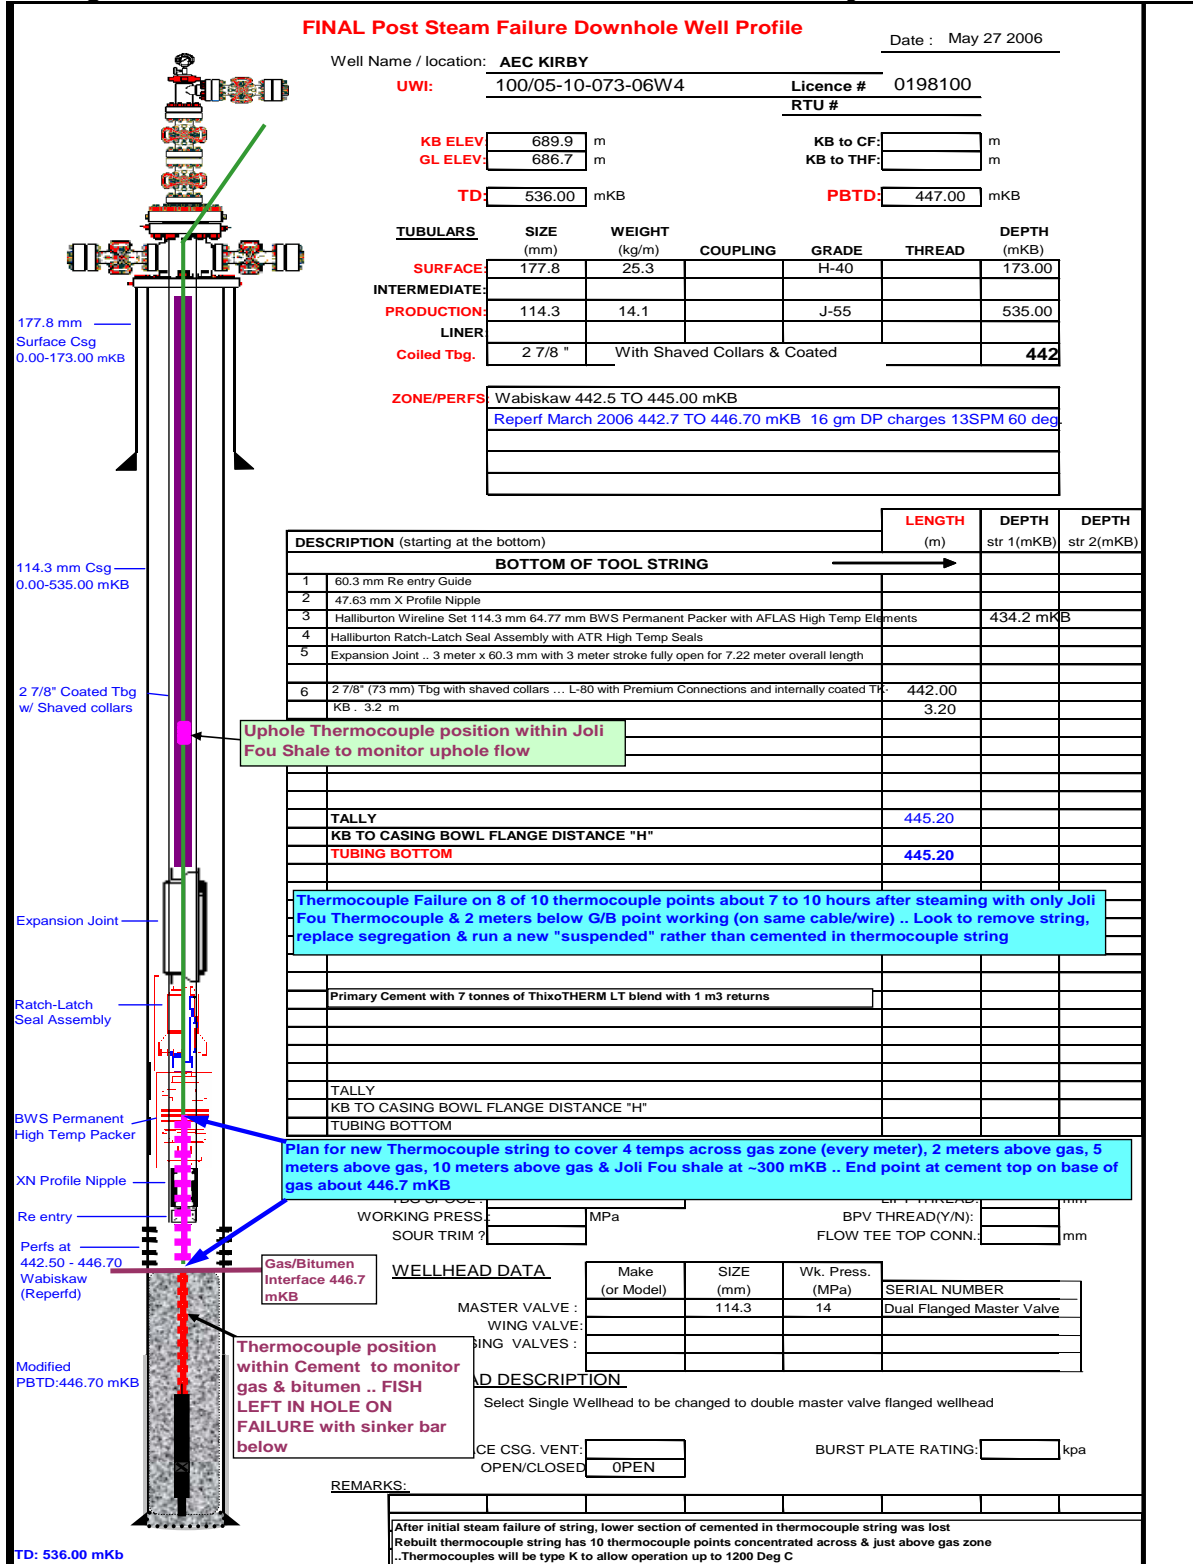 FINAL Post Steam Failure Downhole Well Profile
Date : May 27 2006
Well Name / location: AEC KIRBY
UWI: 100/05-10-073-06W4 Licence # 0198100
RTU #
KB ELEV: 689.9 m KB to CF: m
GL ELEV: 686.7 m KB to THF: m
TD: 536.00 mKB PBTD: 447.00 mKB
TUBULARS SIZE WEIGHT DEPTH
(mm) (kg/m) COUPLING GRADE THREAD (mKB)
SURFACE: 177.8 25.3 H-40 173.00
INTERMEDIATE:
PRODUCTION: 114.3 14.1 J-55 535.00
LINER:
Coiled Tbg. 2 7/8 " With Shaved Collars & Coated 442
ZONE/PERFS: Wabiskaw 442.5 TO 445.00 mKB
Reperf March 2006 442.7 TO 446.70 mKB 16 gm DP charges 13SPM 60 deg.
177.8 mm
Surface Csg
0.00-173.00 mKB
114.3 mm Csg
0.00-535.00 mKB
2 7/8" Coated Tbg
w/ Shaved collars
Expansion Joint
Ratch-Latch
Seal Assembly
BWS Permanent
High Temp Packer
XN Profile Nipple
Re entry
Perfs at
442.50 - 446.70
Wabiskaw
(Reperfd)
Modified
PBTD:446.70 mKB
TD: 536.00 mKb
LENGTH DEPTH DEPTH
DESCRIPTION (starting at the bottom) (m) str 1(mKB) str 2(mKB)
BOTTOM OF TOOL STRING
1 60.3 mm Re entry Guide
2 47.63 mm X Profile Nipple
3 Halliburton Wireline Set 114.3 mm 64.77 mm BWS Permanent Packer with AFLAS High Temp Elements 434.2 mKB
4 Halliburton Ratch-Latch Seal Assembly with ATR High Temp Seals
5 Expansion Joint .. 3 meter x 60.3 mm with 3 meter stroke fully open for 7.22 meter overall length
6 2 7/8" (73 mm) Tbg with shaved collars … L-80 with Premium Connections and internally coated TK- 442.00
KB . 3.2 m 3.20
Uphole Thermocouple position within Joli
Fou Shale to monitor uphole flow
TALLY 445.20
KB TO CASING BOWL FLANGE DISTANCE "H"
TUBING BOTTOM 445.20
Thermocouple Failure on 8 of 10 thermocouple points about 7 to 10 hours after steaming with only Joli
Fou Thermocouple & 2 meters below G/B point working (on same cable/wire) .. Look to remove string,
replace segregation & run a new "suspended" rather than cemented in thermocouple string
Primary Cement with 7 tonnes of ThixoTHERM LT blend with 1 m3 returns
TALLY
KB TO CASING BOWL FLANGE DISTANCE "H"
TUBING BOTTOM
Plan for new Thermocouple string to cover 4 temps across gas zone (every meter), 2 meters above gas, 5
meters above gas, 10 meters above gas & Joli Fou shale at ~300 mKB .. End point at cement top on base of
gas about 446.7 mKB
WORKING PRESS.: MPa BPV THREAD(Y/N):
SOUR TRIM ? FLOW TEE TOP CONN.: mm
Gas/Bitumen
Interface 446.7
mKB
WELLHEAD DATA Make SIZE Wk. Press.
(or Model) (mm) (MPa) SERIAL NUMBER
MASTER VALVE : 114.3 14 Dual Flanged Master Valve
WING VALVE:
VALVES :
Thermocouple position
within Cement to monitor
gas & bitumen .. FISH
LEFT IN HOLE ON
FAILURE with sinker bar
below
DESCRIPTION
Select Single Wellhead to be changed to double master valve flanged wellhead
CSG. VENT: BURST PLATE RATING: kpa
OPEN/CLOSED 0PEN
REMARKS:
After initial steam failure of string, lower section of cemented in thermocouple string was lost
Rebuilt thermocouple string has 10 thermocouple points concentrated across & just above gas zone
..Thermocouples will be type K to allow operation up to 1200 Deg C